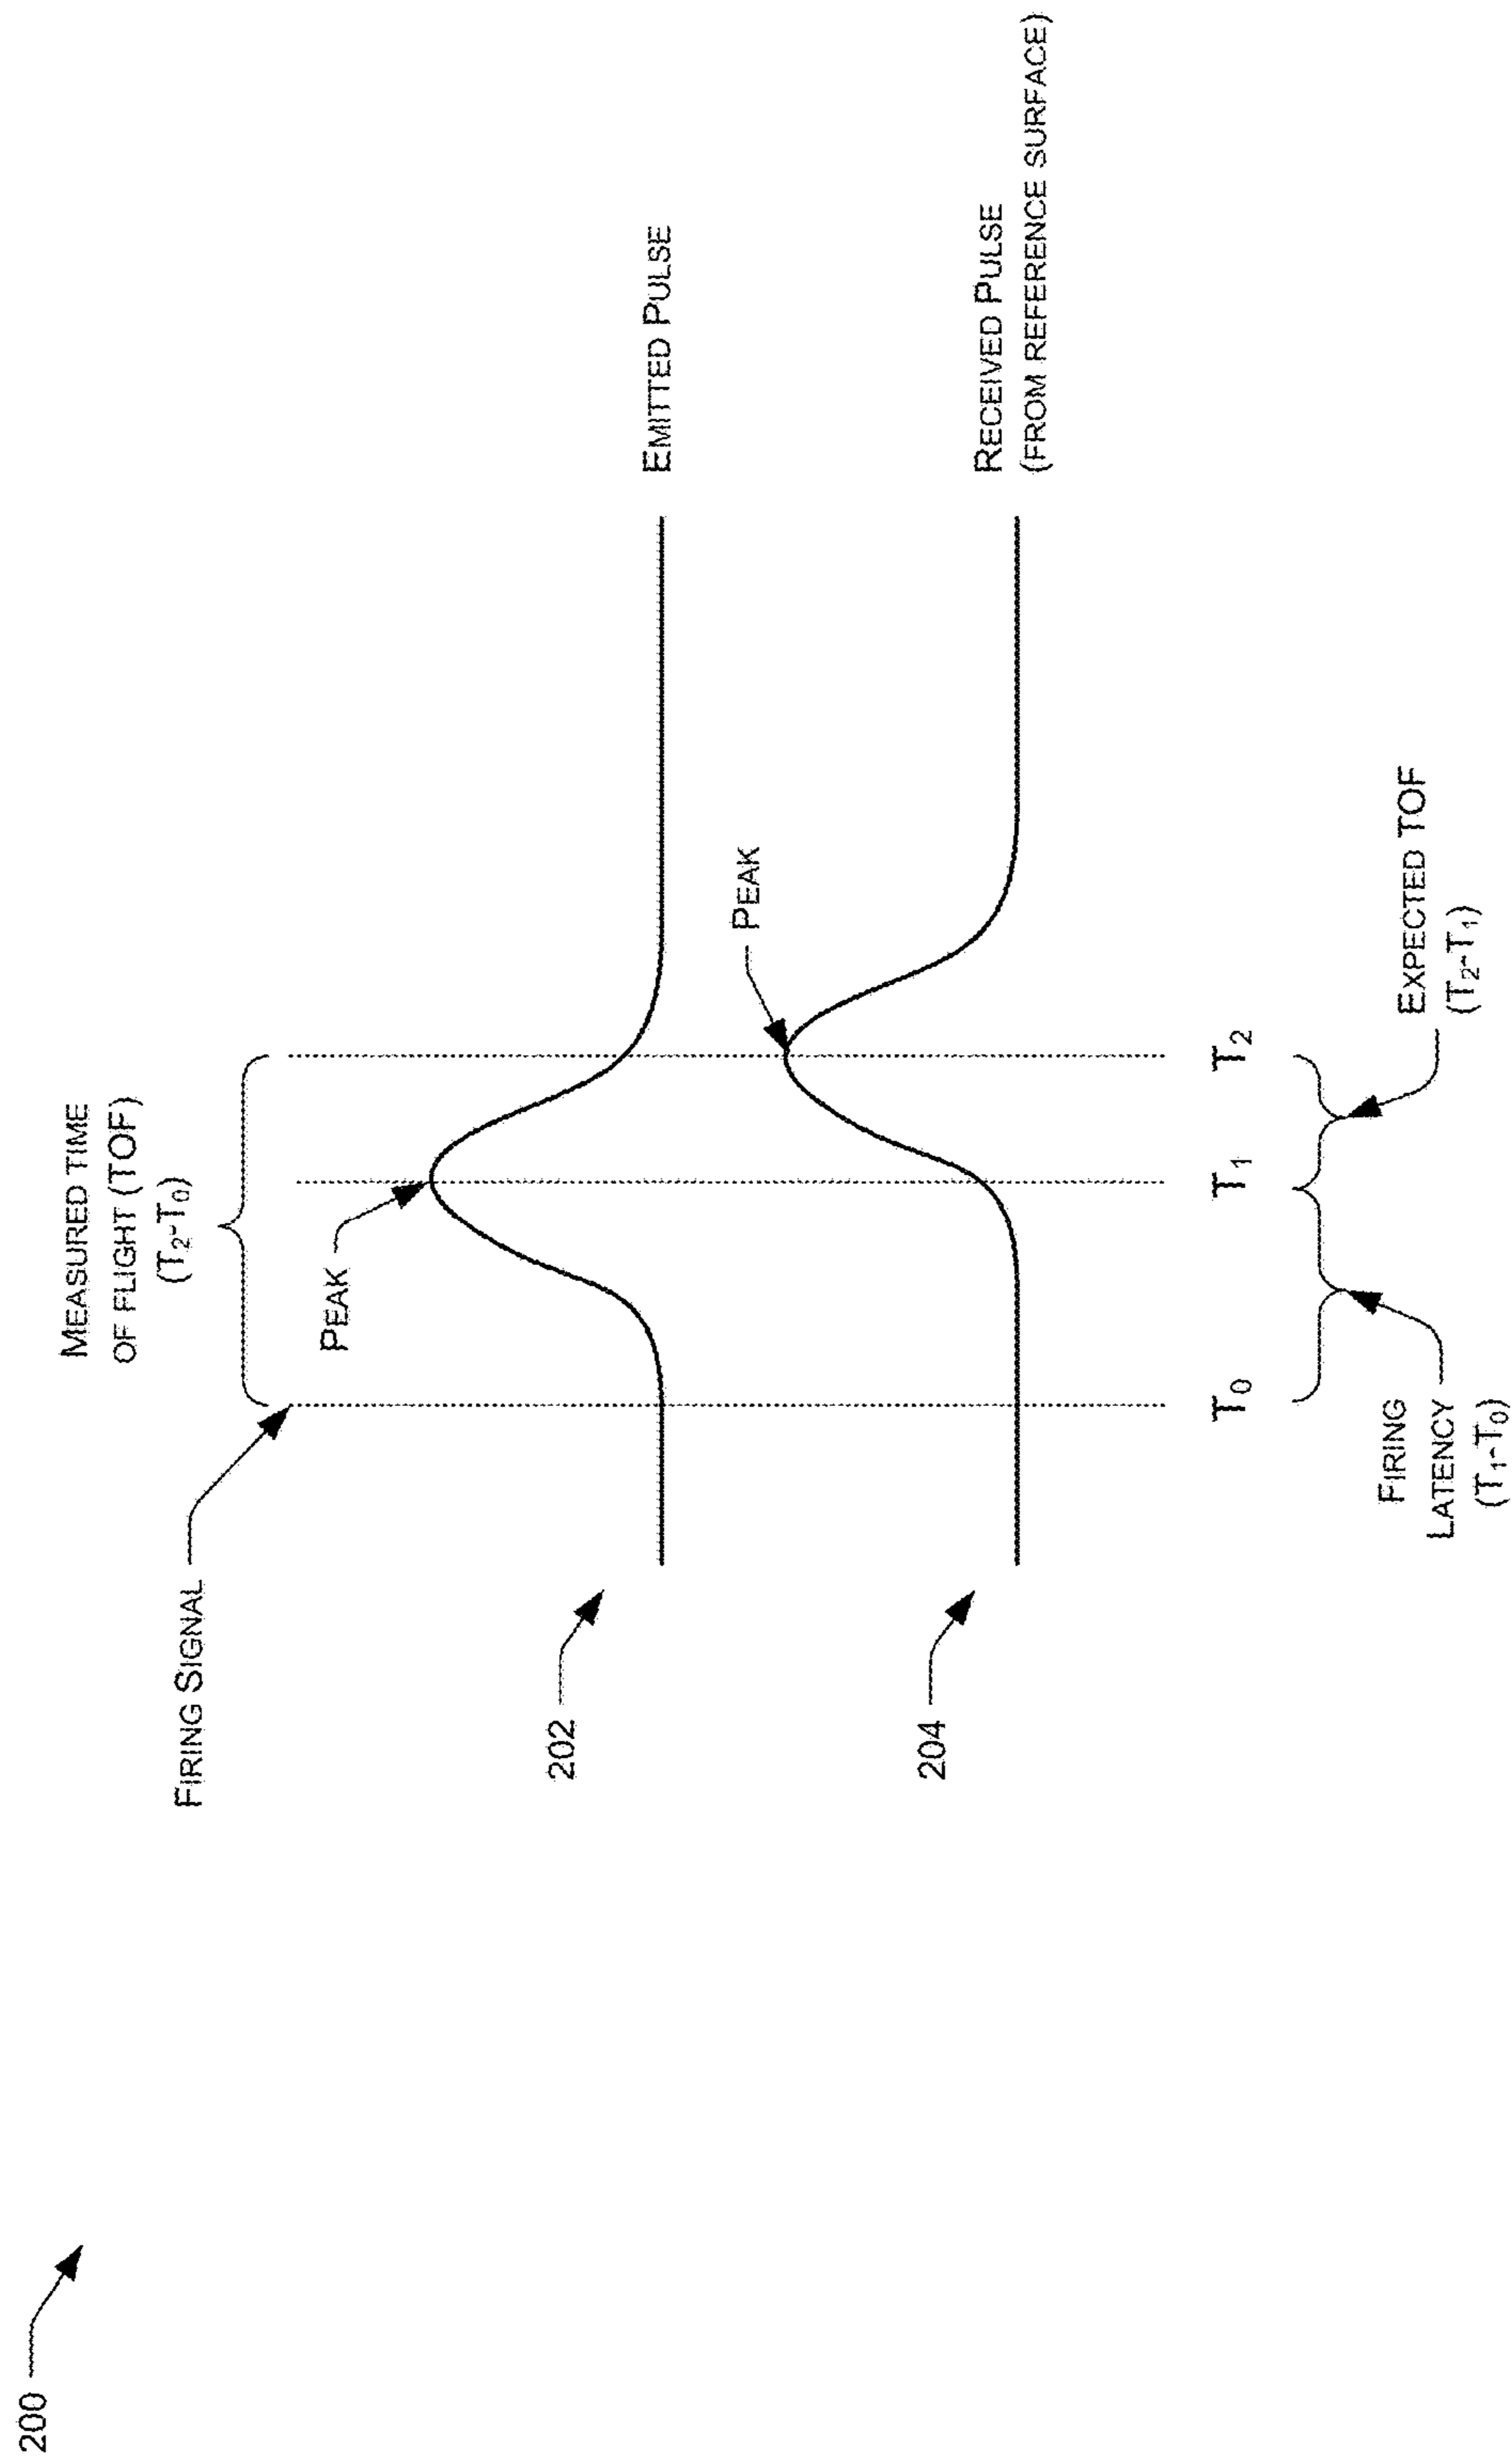 200
MEASURED TIME
OF FLIGHT (TOF)
(T₂-T₀)
FIRING SIGNAL
PEAK
202
EMITTED PULSE
PEAK
204
RECEIVED PULSE
(FROM REFERENCE SURFACE)
T₀
T₁
T₂
FIRING
LATENCY
(T₁-T₀)
EXPECTED TOF
(T₂-T₁)